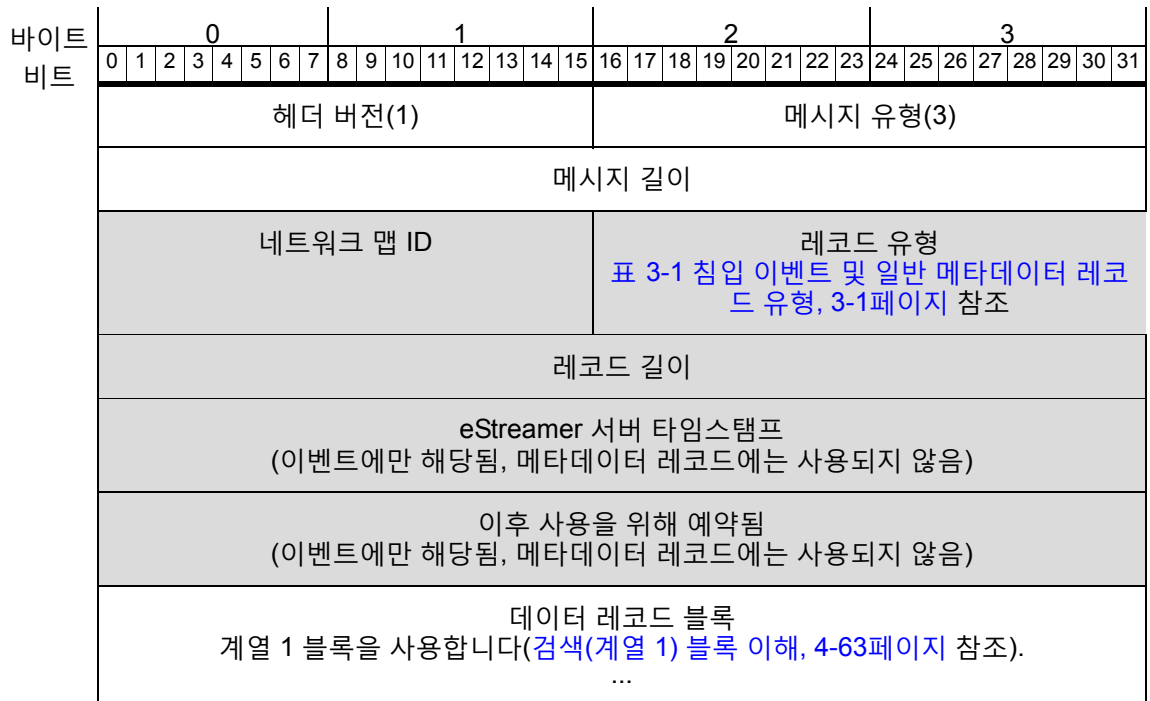 바이트 0 1 2 3
비트 0 1 2 3 4 5 6 7 8 9 10 11 12 13 14 15 16 17 18 19 20 21 22 23 24 25 26 27 28 29 30 31
헤더 버전(1) 메시지 유형(3)
메시지 길이
네트워크 맵 ID 레코드 유형
표 3-1 침입 이벤트 및 일반 메타데이터 레코
드 유형, 3-1페이지 참조
레코드 길이
eStreamer 서버 타임스탬프
(이벤트에만 해당됨, 메타데이터 레코드에는 사용되지 않음)
이후 사용을 위해 예약됨
(이벤트에만 해당됨, 메타데이터 레코드에는 사용되지 않음)
데이터 레코드 블록
계열 1 블록을 사용합니다(검색(계열 1) 블록 이해, 4-63페이지 참조).
...